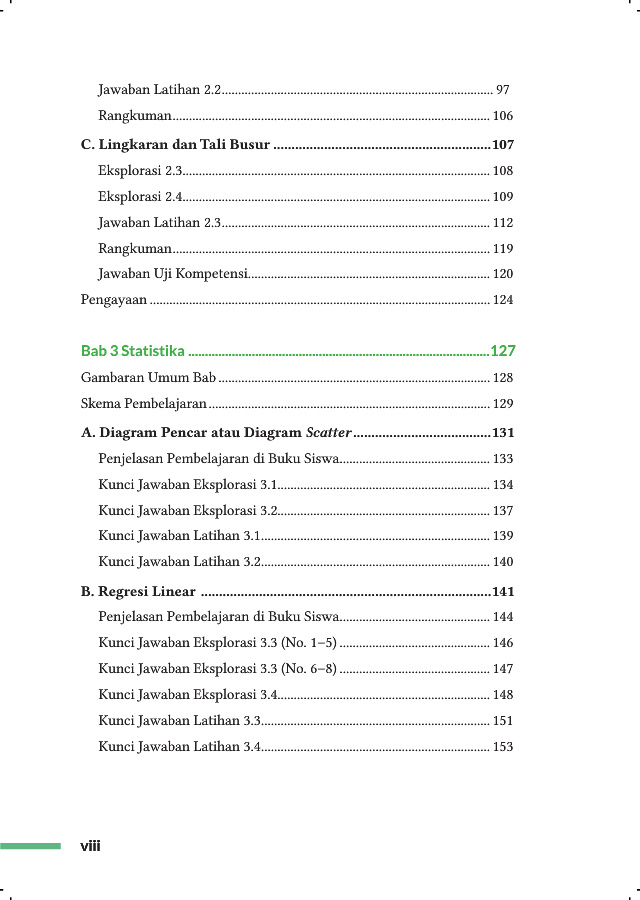 Jawaban Latihan 2.2.................................................................................. 97
Rangkuman................................................................................................ 106
C. Lingkaran dan Tali Busur ............................................................107
Eksplorasi 2.3............................................................................................. 108
Eksplorasi 2.4............................................................................................. 109
Jawaban Latihan 2.3................................................................................. 112
Rangkuman................................................................................................ 119
Jawaban Uji Kompetensi.......................................................................... 120
Pengayaan ........................................................................................................ 124
Bab 3 Statistika ..........................................................................................127
Gambaran Umum Bab ................................................................................... 128
Skema Pembelajaran ...................................................................................... 129
A. Diagram Pencar atau Diagram Scatter......................................131
Penjelasan Pembelajaran di Buku Siswa.............................................. 133
Kunci Jawaban Eksplorasi 3.1................................................................. 134
Kunci Jawaban Eksplorasi 3.2................................................................. 137
Kunci Jawaban Latihan 3.1...................................................................... 139
Kunci Jawaban Latihan 3.2...................................................................... 140
B. Regresi Linear ................................................................................141
Penjelasan Pembelajaran di Buku Siswa.............................................. 144
Kunci Jawaban Eksplorasi 3.3 (No. 1–5) .............................................. 146
Kunci Jawaban Eksplorasi 3.3 (No. 6–8) .............................................. 147
Kunci Jawaban Eksplorasi 3.4................................................................. 148
Kunci Jawaban Latihan 3.3...................................................................... 151
Kunci Jawaban Latihan 3.4...................................................................... 153
viii